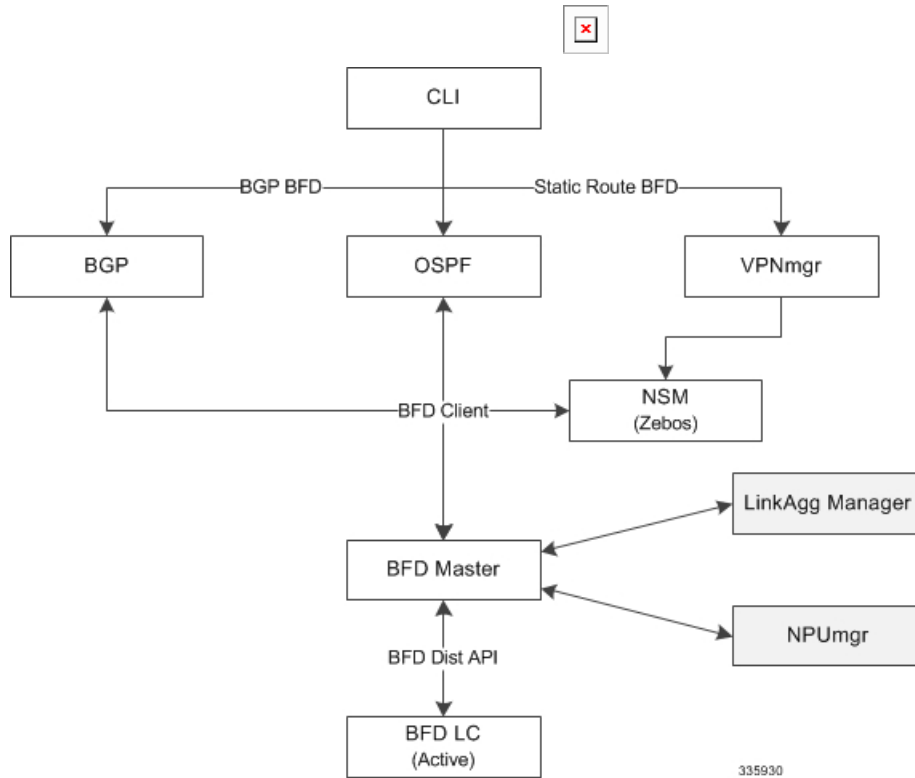 CLI
BGP BFD
Static Route BFD
BGP
OSPF
VPNmgr
NSM
(Zebos)
BFD Client
LinkAgg Manager
BFD Master
NPUmgr
BFD Dist API
BFD LC
(Active)
335930